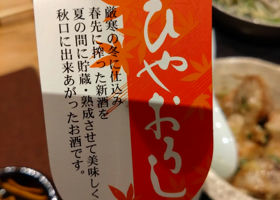 ひやおろし
厳寒の冬に仕込み
春先に搾った新酒を
夏の間に貯蔵・熟成させて美味しく
秋口に出来あがったお酒です。